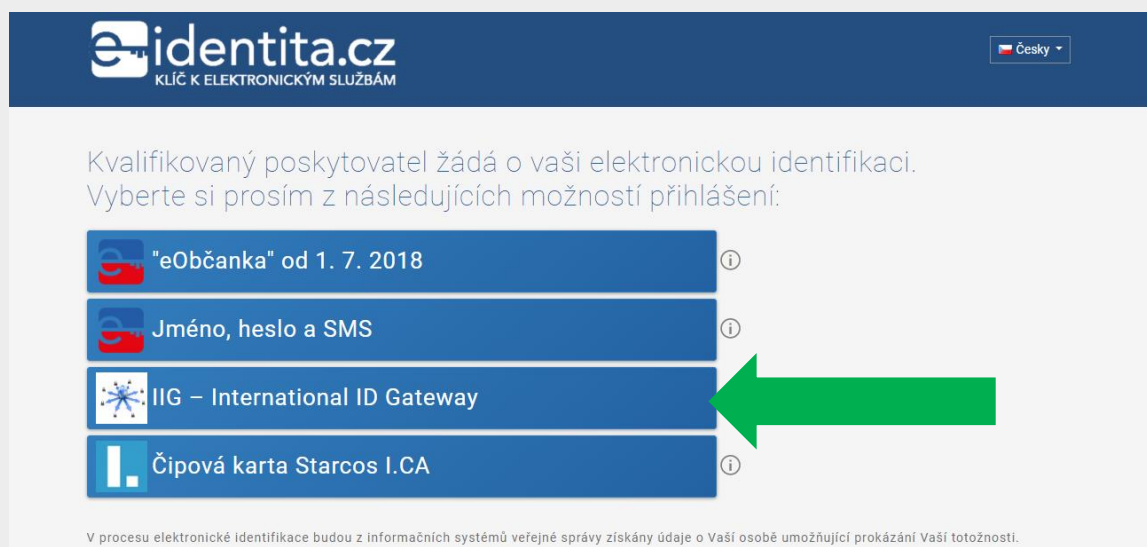 e-identita.cz
KLÍČ K ELEKTRONICKÝM SLUŽBÁM
Česky
Kvalifikovaný poskytovatel žádá o vaši elektronickou identifikaci.
Vyberte si prosím z následujících možností přihlášení:
"eObčanka" od 1. 7. 2018
Jméno, heslo a SMS
IIG – International ID Gateway
Čipová karta Starcos I.CA
V procesu elektronické identifikace budou z informačních systémů veřejné správy získány údaje o Vaší osobě umožňující prokázání Vaší totožnosti.